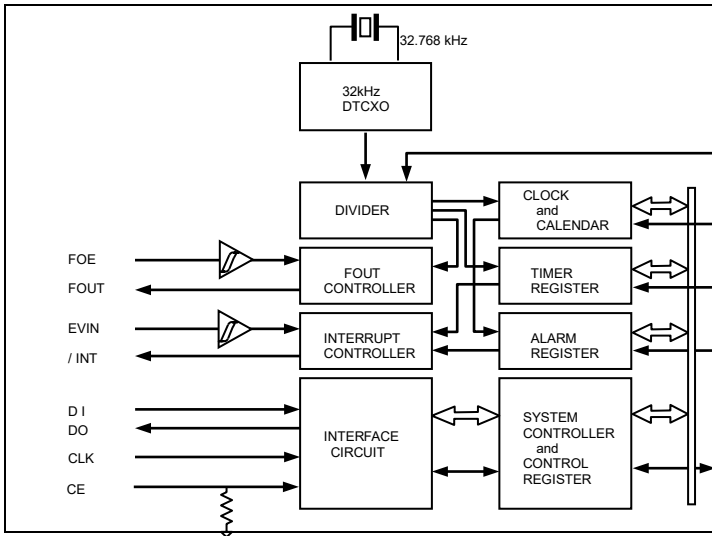 32.768 kHz
32kHz
DTCXO
DIVIDER
CLOCK
and
CALENDAR
FOE
FOUT
FOUT
CONTROLLER
TIMER
REGISTER
EVIN
/ INT
INTERRUPT
CONTROLLER
ALARM
REGISTER
D I
DO
CLK
CE
INTERFACE
CIRCUIT
SYSTEM
CONTROLLER
and
CONTROL
REGISTER